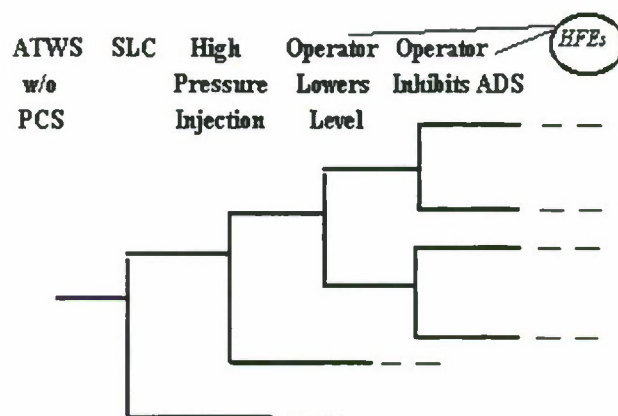 ATWS w/o PCS
SLC
High Pressure Injection
Operator Lowers Level
Operator Inhibits ADS
HFEs